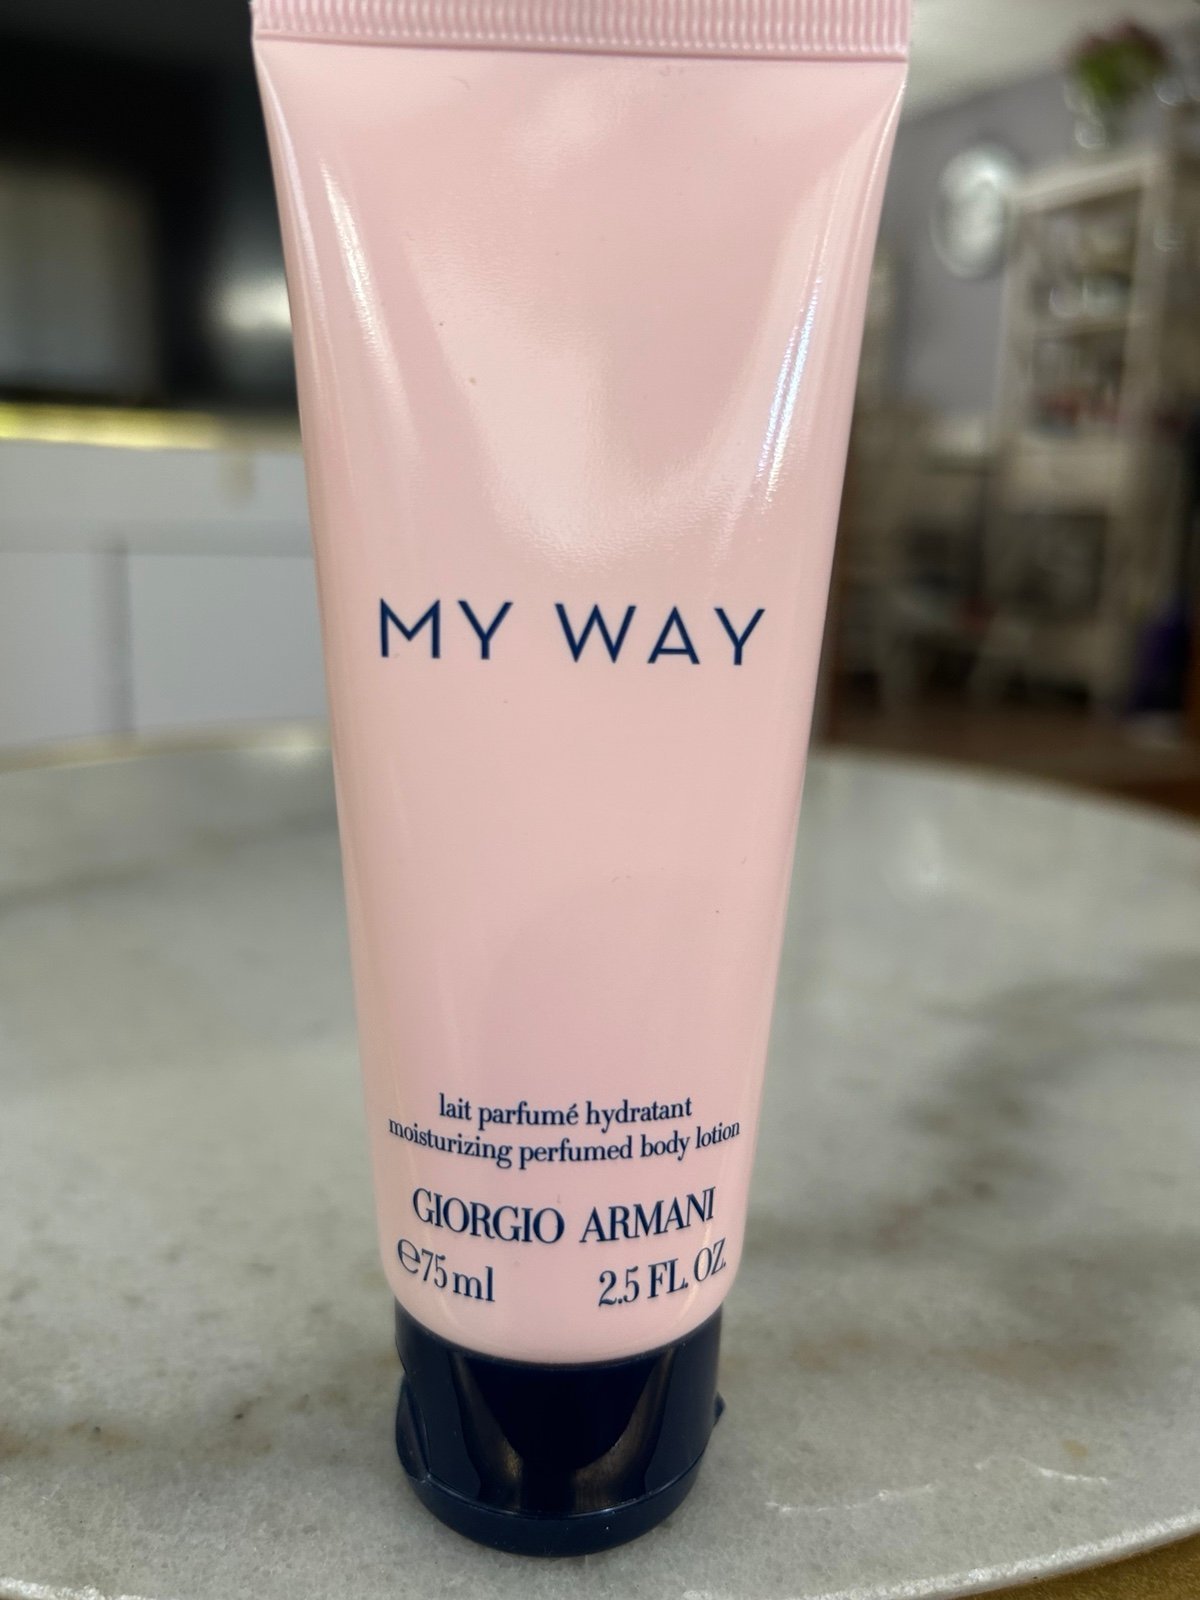 MY WAY
lait parfumé hydratant
moisturizing perfumed body lotion
GIORGIO ARMANI
℮75 ml 2.5 FL. OZ.